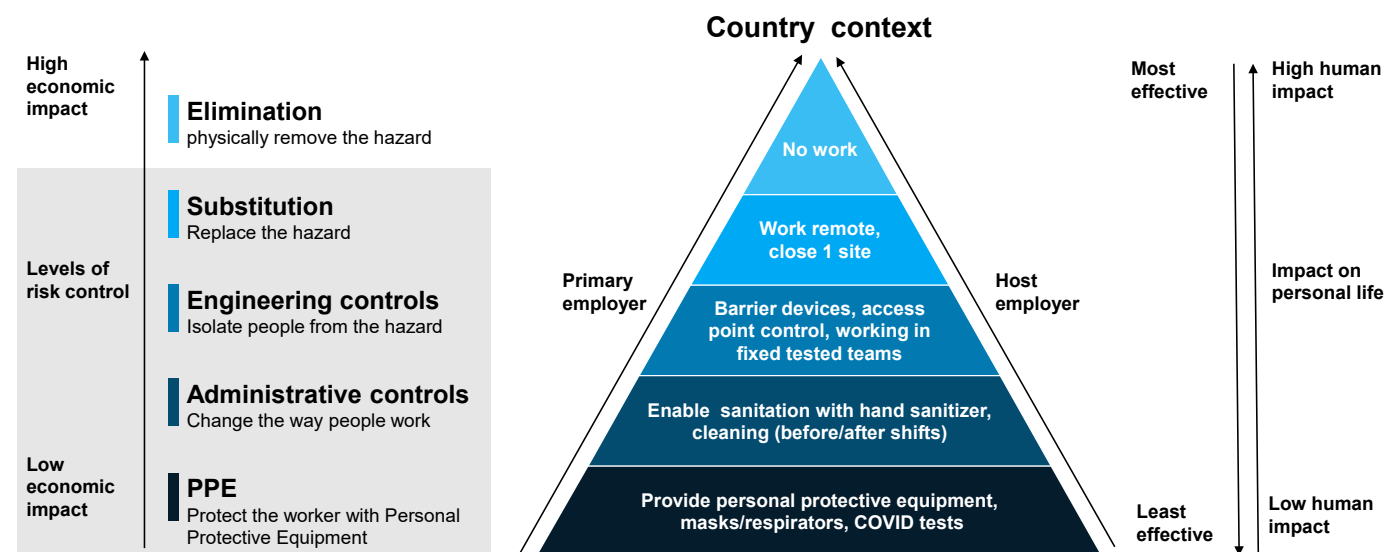 Country  context
High
economic
impact
Elimination
physically remove the hazard
Substitution
Replace the hazard
Levels of
risk control
Engineering controls
Isolate people from the hazard
Administrative controls
Change the way people work
Low
economic
impact
PPE
Protect the worker with Personal
Protective Equipment
No work
Work remote,
close 1 site
Primary
employer
Host
employer
Barrier devices, access
point control, working in
fixed tested teams
Enable  sanitation with hand sanitizer,
cleaning (before/after shifts)
Provide personal protective equipment,
masks/respirators, COVID tests
Most
effective
High human
impact
Impact on
personal life
Least
effective
Low human
impact